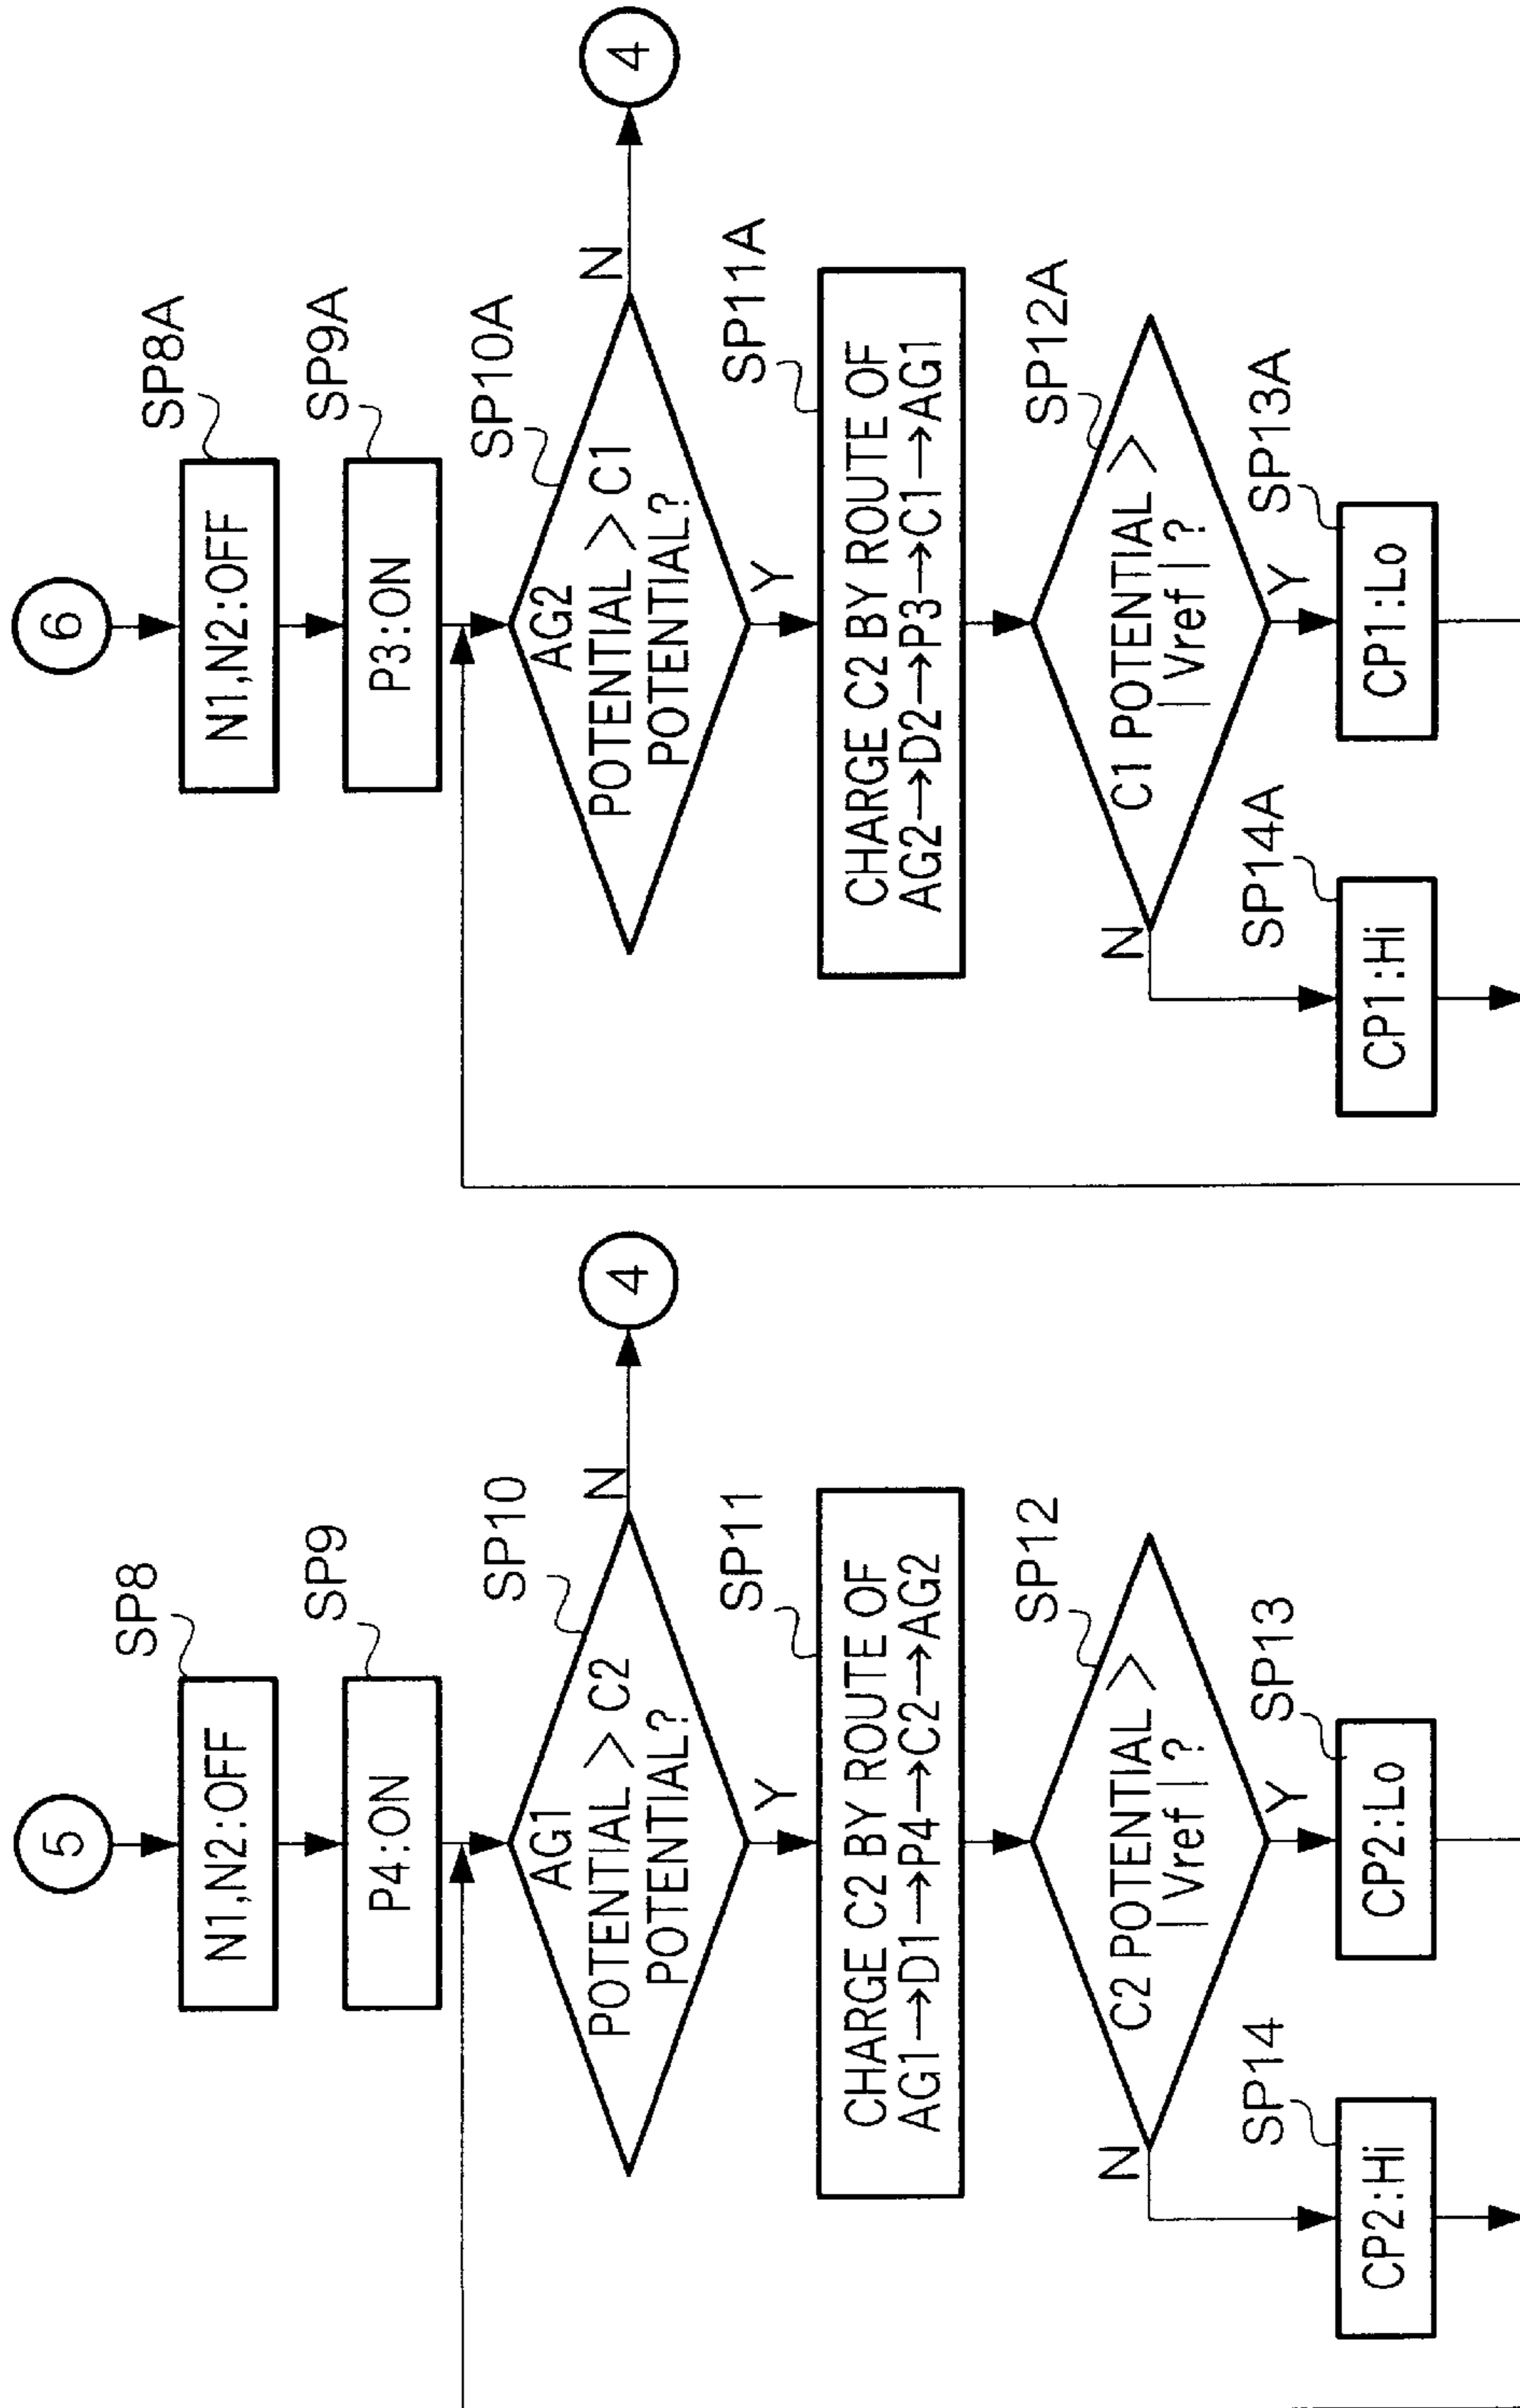 5
SP8
N1,N2:OFF
SP9
P4:ON
SP10
AG1
POTENTIAL > C2
POTENTIAL?
N
4
Y
SP11
CHARGE C2 BY ROUTE OF
AG1→D1→P4→C2→AG2
SP12
C2 POTENTIAL >
|Vref|?
N
Y
SP14
CP2:Hi
SP13
CP2:Lo
6
SP8A
N1,N2:OFF
SP9A
P3:ON
SP10A
AG2
POTENTIAL > C1
POTENTIAL?
N
4
Y
SP11A
CHARGE C2 BY ROUTE OF
AG2→D2→P3→C1→AG1
SP12A
C1 POTENTIAL >
|Vref|?
N
Y
SP14A
CP1:Hi
SP13A
CP1:Lo